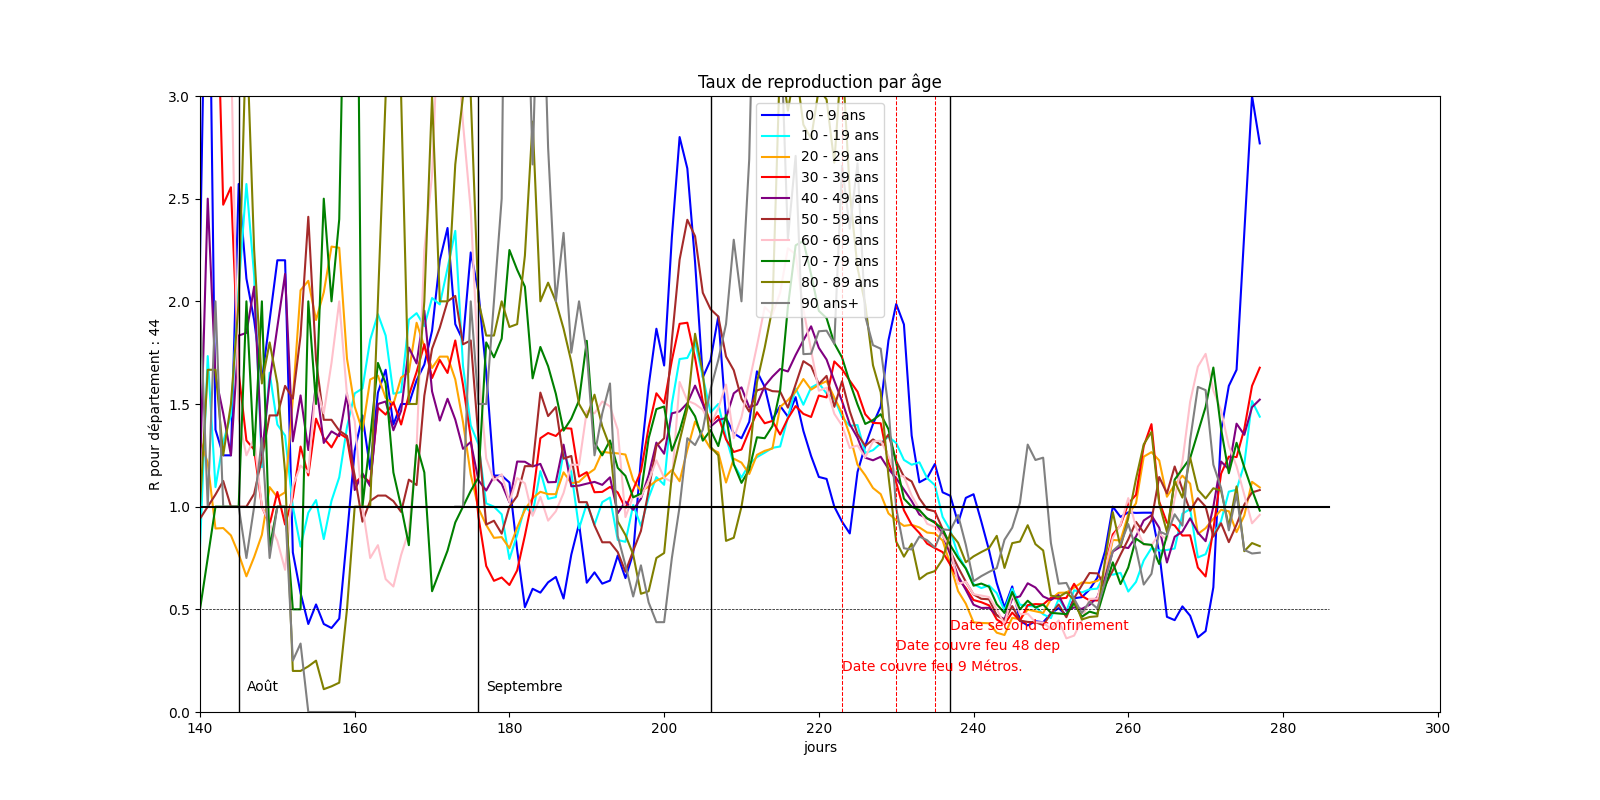 Taux de reproduction par âge
R pour département : 44
3.0
2.5
2.0
1.5
1.0
0.5
0.0
0 - 9 ans
10 - 19 ans
20 - 29 ans
30 - 39 ans
40 - 49 ans
50 - 59 ans
60 - 69 ans
70 - 79 ans
80 - 89 ans
90 ans+
Date second confinement
Date couvre feu 48 dep
Date couvre feu 9 Métros.
Août
Septembre
140 160 180 200 220 240 260 280 300
jours